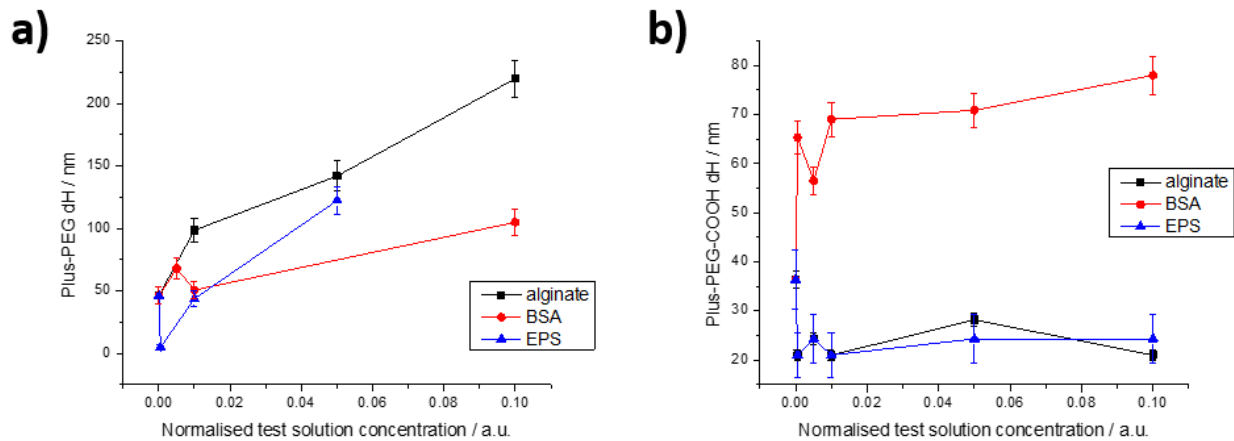 a)
250
200
150
100
50
0
Plus-PEG dH / nm
alginate
BSA
EPS
0.00 0.02 0.04 0.06 0.08 0.10
Normalised test solution concentration / a.u.
b)
80
70
60
50
40
30
20
Plus-PEG-COOH dH / nm
alginate
BSA
EPS
0.00 0.02 0.04 0.06 0.08 0.10
Normalised test solution concentration / a.u.